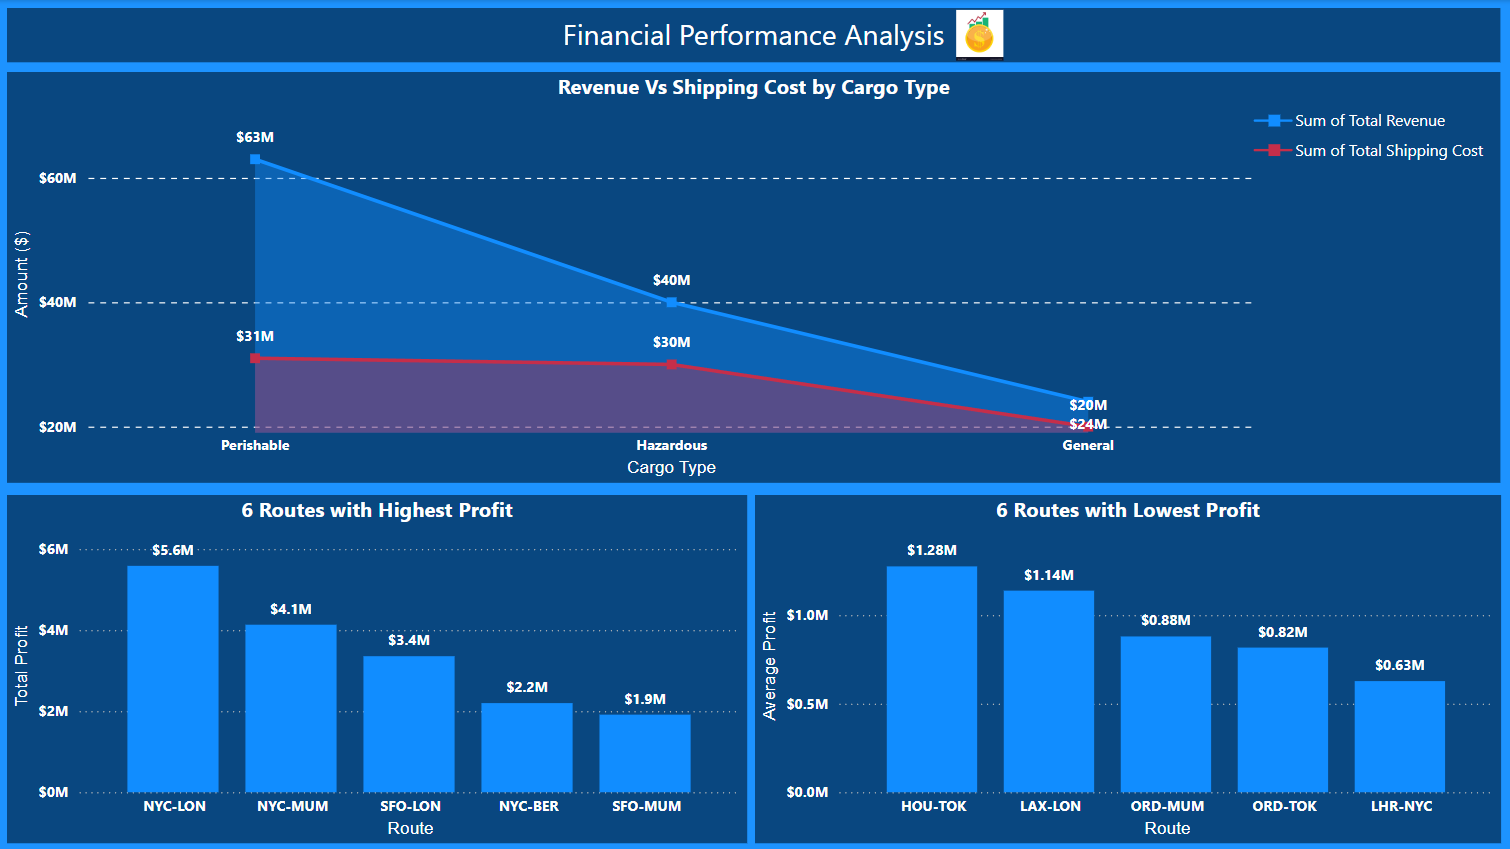 Financial Performance Analysis
Revenue Vs Shipping Cost by Cargo Type
Sum of Total Revenue
Sum of Total Shipping Cost
Amount ($)
$60M
$40M
$20M
$63M
$40M
$31M
$30M
$20M
$24M
Perishable Hazardous General
Cargo Type
6 Routes with Highest Profit
Total Profit
$6M
$4M
$2M
$0M
$5.6M
$4.1M
$3.4M
$2.2M
$1.9M
NYC-LON NYC-MUM SFO-LON NYC-BER SFO-MUM
Route
6 Routes with Lowest Profit
Average Profit
$1.0M
$0.5M
$0.0M
$1.28M
$1.14M
$0.88M
$0.82M
$0.63M
HOU-TOK LAX-LON ORD-MUM ORD-TOK LHR-NYC
Route